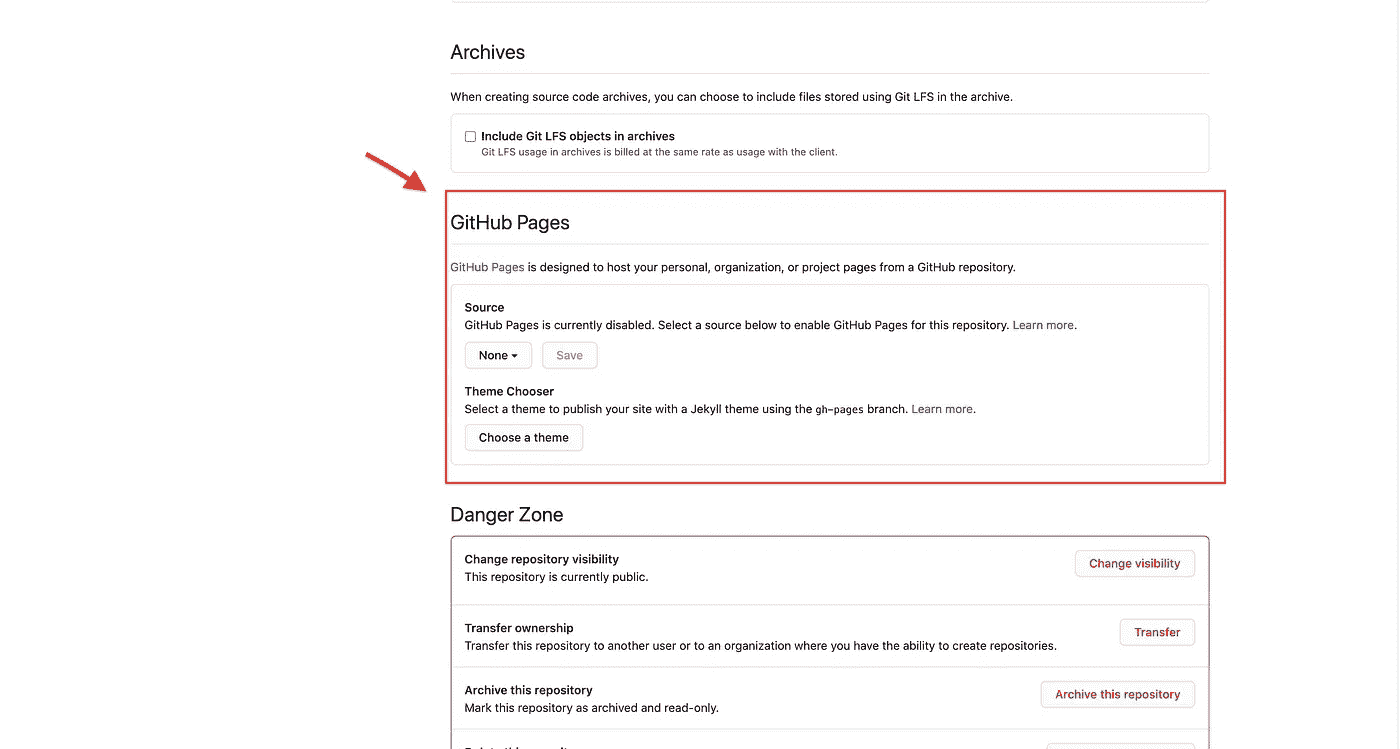 Archives
When creating source code archives, you can choose to include files stored using Git LFS in the archive.
Include Git LFS objects in archives
Git LFS usage in archives is billed at the same rate as usage with the client.
GitHub Pages
GitHub Pages is designed to host your personal, organization, or project pages from a GitHub repository.
Source
GitHub Pages is currently disabled. Select a source below to enable GitHub Pages for this repository. Learn more.
None Save
Theme Chooser
Select a theme to publish your site with a Jekyll theme using the gh-pages branch. Learn more.
Choose a theme
Danger Zone
Change repository visibility
This repository is currently public.
Change visibility
Transfer ownership
Transfer this repository to another user or to an organization where you have the ability to create repositories.
Transfer
Archive this repository
Mark this repository as archived and read-only.
Archive this repository